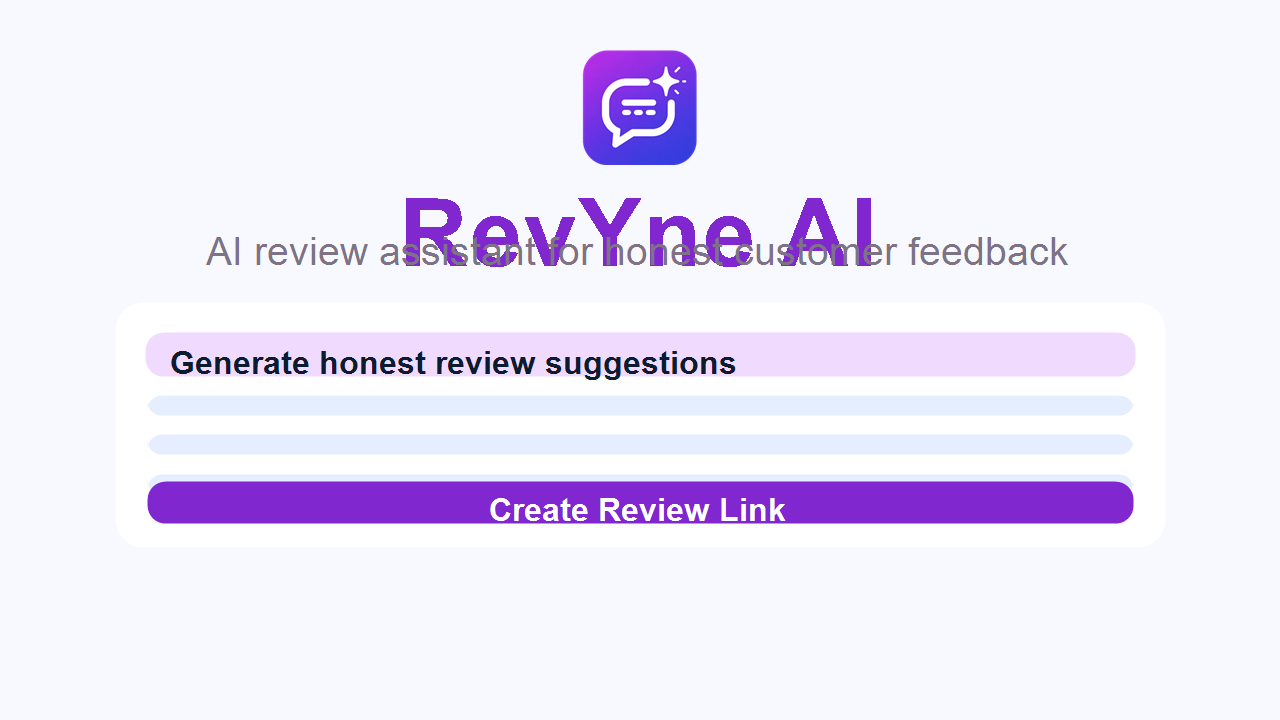 RevYne AI
AI review assistant for honest customer feedback
Generate honest review suggestions
Create Review Link